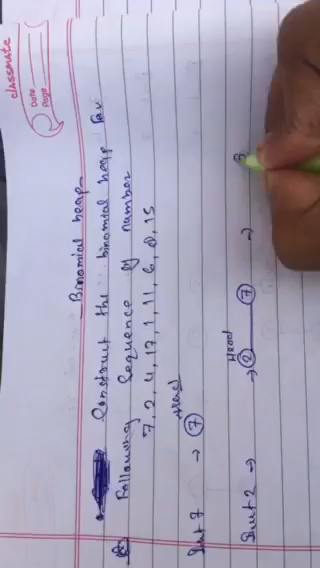 classmate
Date
Page
Binomial heap
Construct the binomial heap for
Following Sequence of number
7, 2, 4, 17, 1, 11, 6, 8, 15
Head
Inst 7 → 7
Head
Inst 2 → → 2 7 →